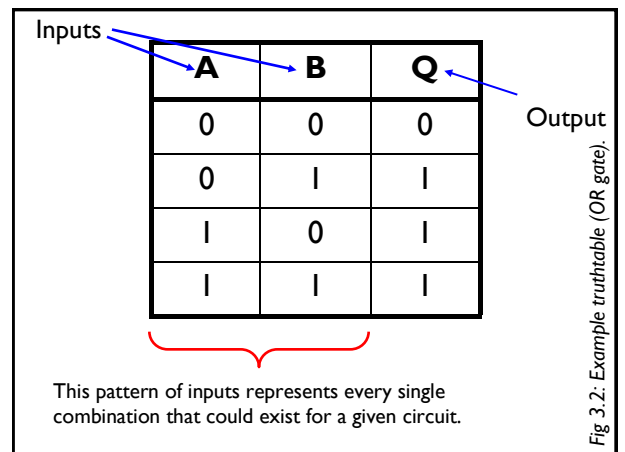 Inputs
A B Q
Output
0 0 0
0 1 1
1 0 1
1 1 1
This pattern of inputs represents every single
combination that could exist for a given circuit.
Fig 3.2: Example truthtable (OR gate).